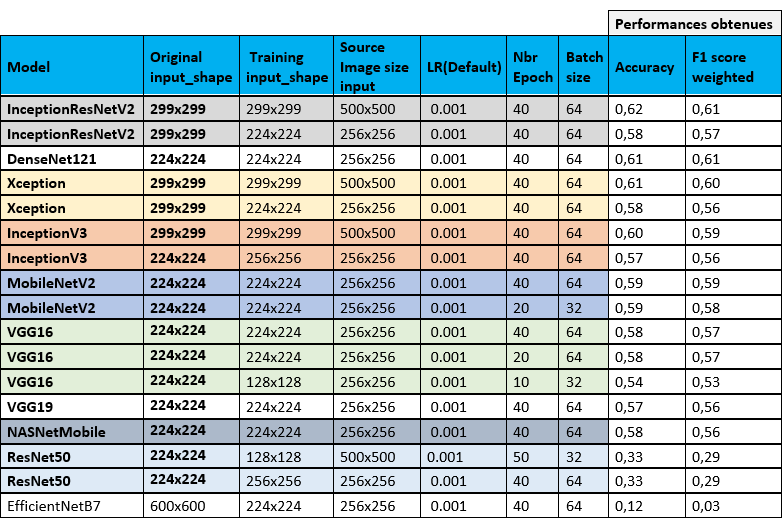 Performances obtenues
Model Original input_shape Training input_shape Source Image size input LR(Default) Nbr Epoch Batch size Accuracy F1 score weighted
InceptionResNetV2 299x299 299x299 500x500 0.001 40 64 0,62 0,61
InceptionResNetV2 299x299 224x224 256x256 0.001 40 64 0,58 0,57
DenseNet121 224x224 224x224 256x256 0.001 40 64 0,61 0,61
Xception 299x299 299x299 500x500 0.001 40 64 0,61 0,60
Xception 299x299 224x224 256x256 0.001 40 64 0,58 0,56
InceptionV3 299x299 299x299 500x500 0.001 40 64 0,60 0,59
InceptionV3 224x224 256x256 256x256 0.001 40 64 0,57 0,56
MobileNetV2 224x224 224x224 256x256 0.001 40 64 0,59 0,59
MobileNetV2 224x224 224x224 256x256 0.001 20 32 0,59 0,58
VGG16 224x224 224x224 256x256 0.001 40 64 0,58 0,57
VGG16 224x224 224x224 256x256 0.001 20 64 0,58 0,57
VGG16 224x224 128x128 256x256 0.001 10 32 0,54 0,53
VGG19 224x224 224x224 256x256 0.001 40 64 0,57 0,56
NASNetMobile 224x224 224x224 256x256 0.001 40 64 0,58 0,56
ResNet50 224x224 128x128 500x500 0.001 50 32 0,33 0,29
ResNet50 224x224 256x256 256x256 0.001 40 64 0,33 0,29
EfficientNetB7 600x600 224x224 256x256 0.001 40 64 0,12 0,03